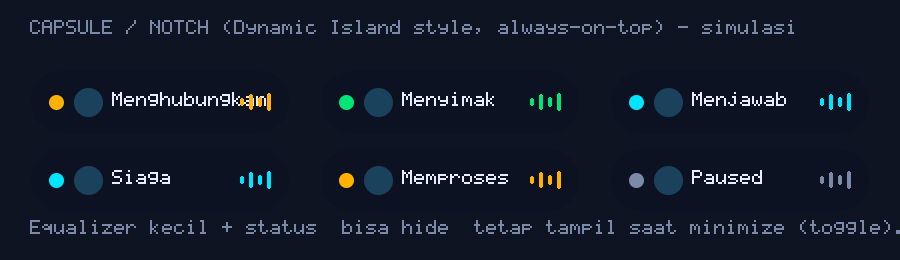 CAPSULE / NOTCH (Dynamic Island style, always-on-top) - simulasi
Menghubungkan Menyimak Menjawab
Siaga Memproses Paused
Equalizer kecil + status  bisa hide  tetap tampil saat minimize (toggle).